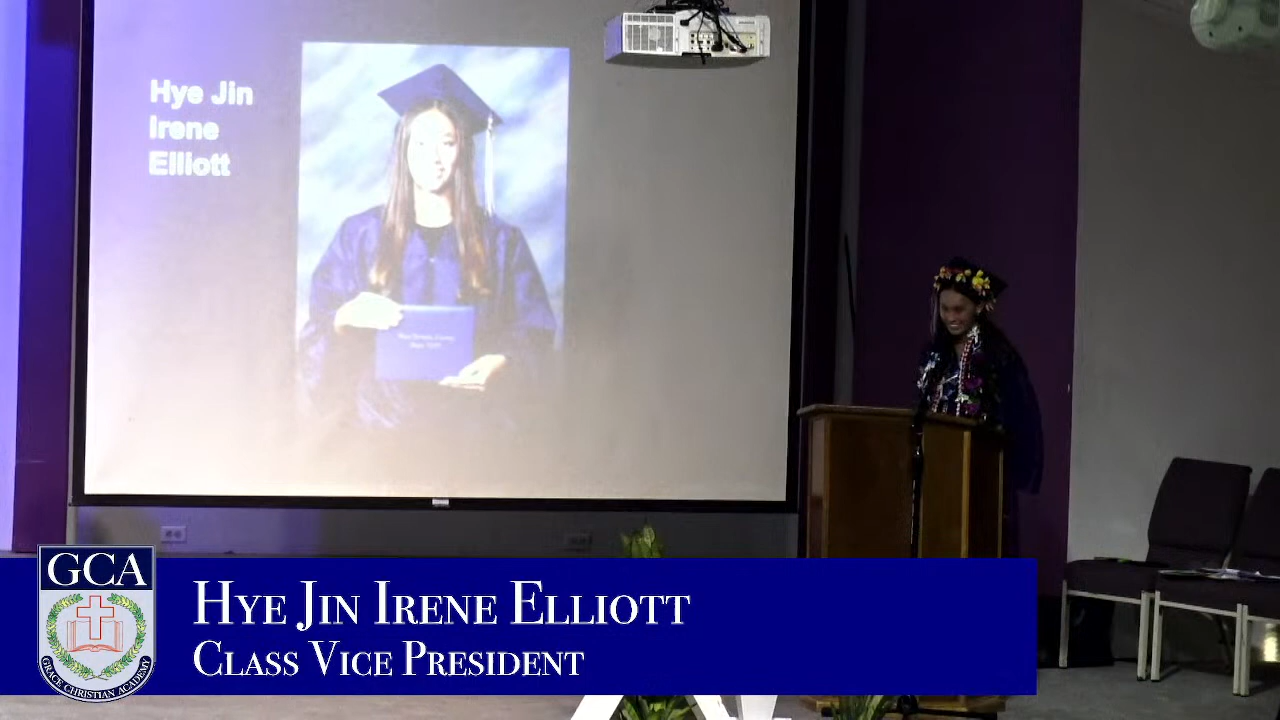 Hye Jin
Irene
Elliott
GCA
GRACE CHRISTIAN ACADEMY
Hye Jin Irene Elliott
Class Vice President